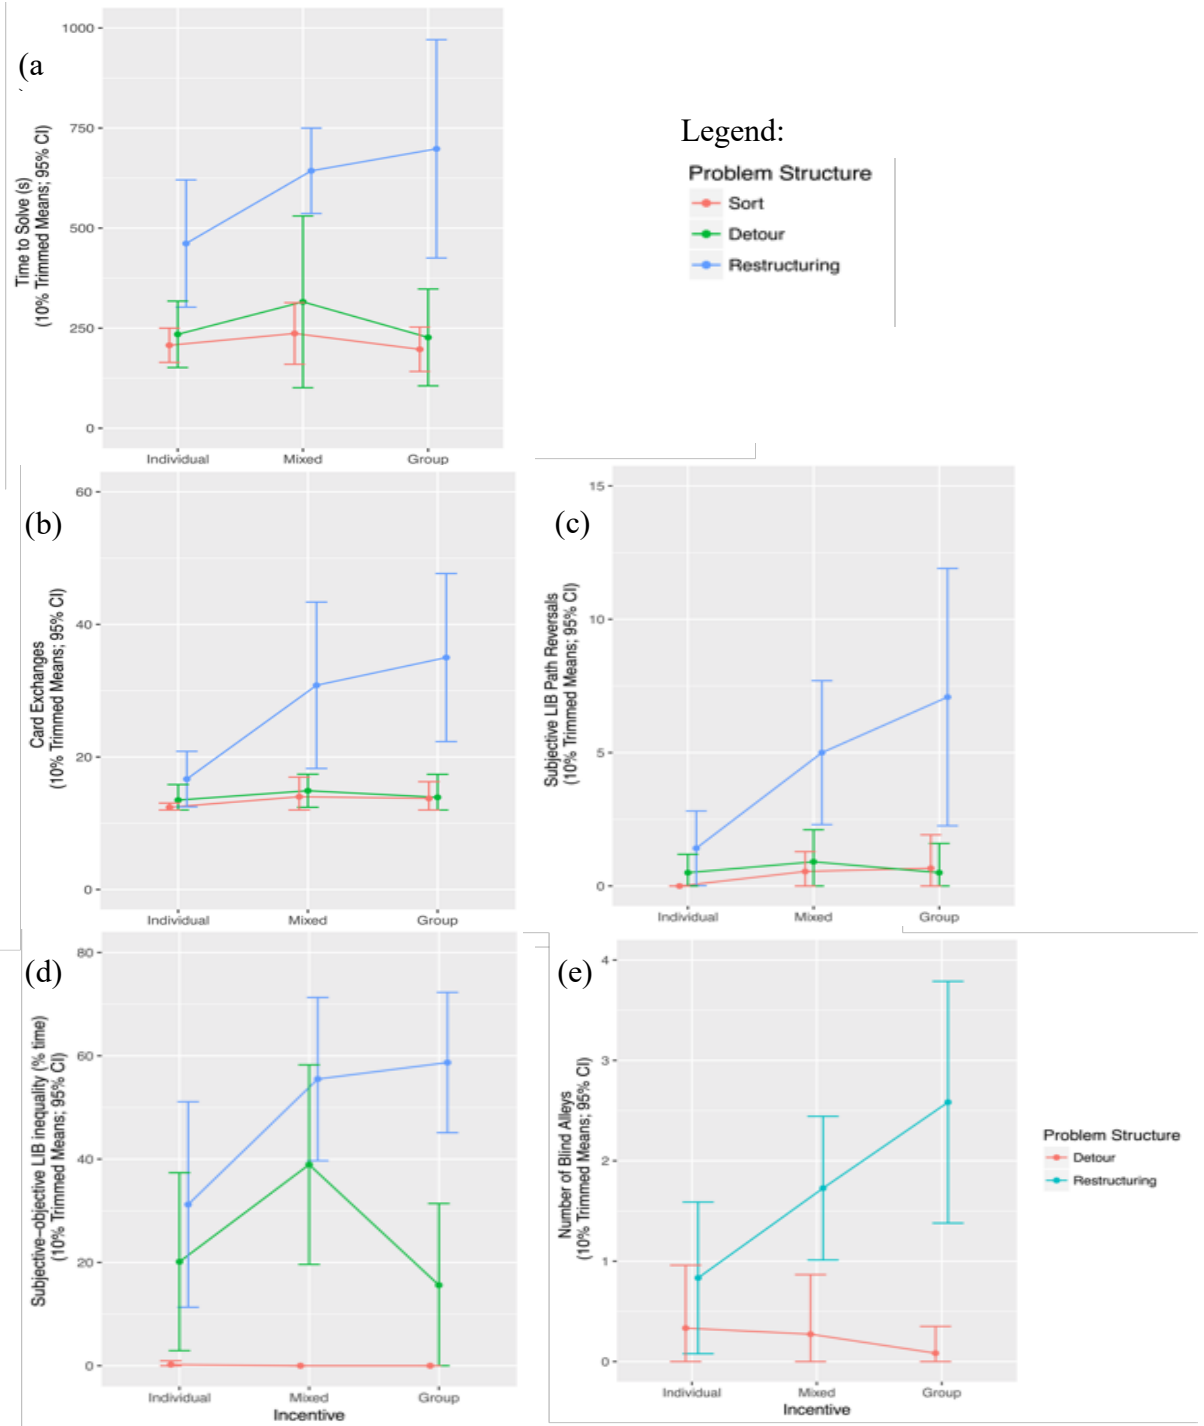 (a
1000
750
500
250
0
Time to Solve (s)
(10% Trimmed Means; 95% CI)
Individual Mixed Group
Legend:
Problem Structure
Sort
Detour
Restructuring
(b)
60
40
20
0
Card Exchanges
(10% Trimmed Means; 95% CI)
Individual Mixed Group
(c)
15
10
5
0
Subjective LIB Path Reversals
(10% Trimmed Means; 95% CI)
Individual Mixed Group
(d)
80
60
40
20
0
Subjective-objective LIB inequality (% time)
(10% Trimmed Means; 95% CI)
Individual Mixed Group
Incentive
(e)
4
3
2
1
0
Number of Blind Alleys
(10% Trimmed Means; 95% CI)
Individual Mixed Group
Incentive
Problem Structure
Detour
Restructuring